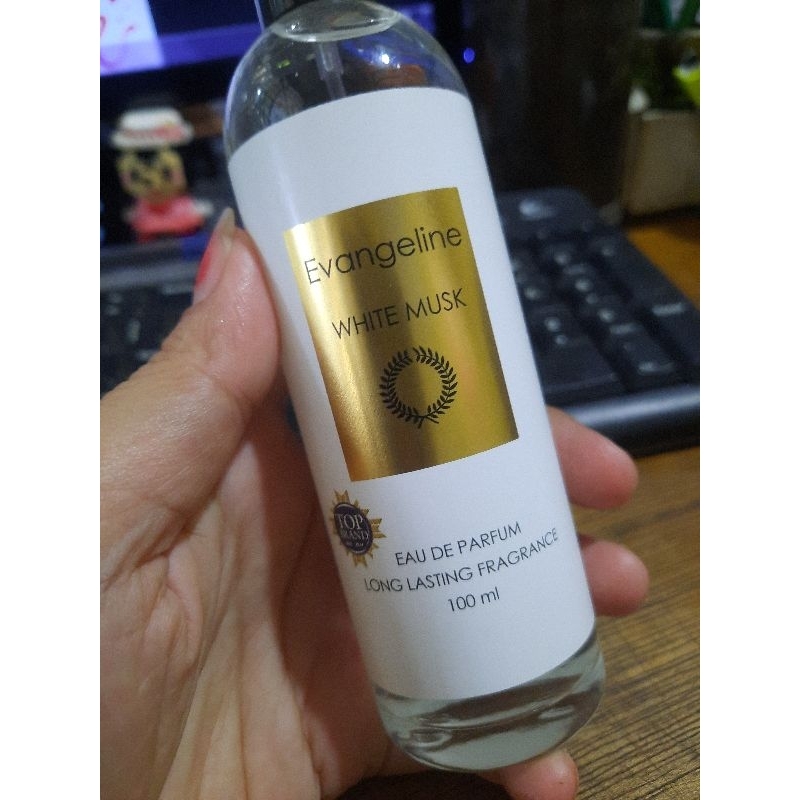 Evangeline
WHITE MUSK
TOP
BRAND
EAU DE PARFUM
LONG LASTING FRAGRANCE
100 ml